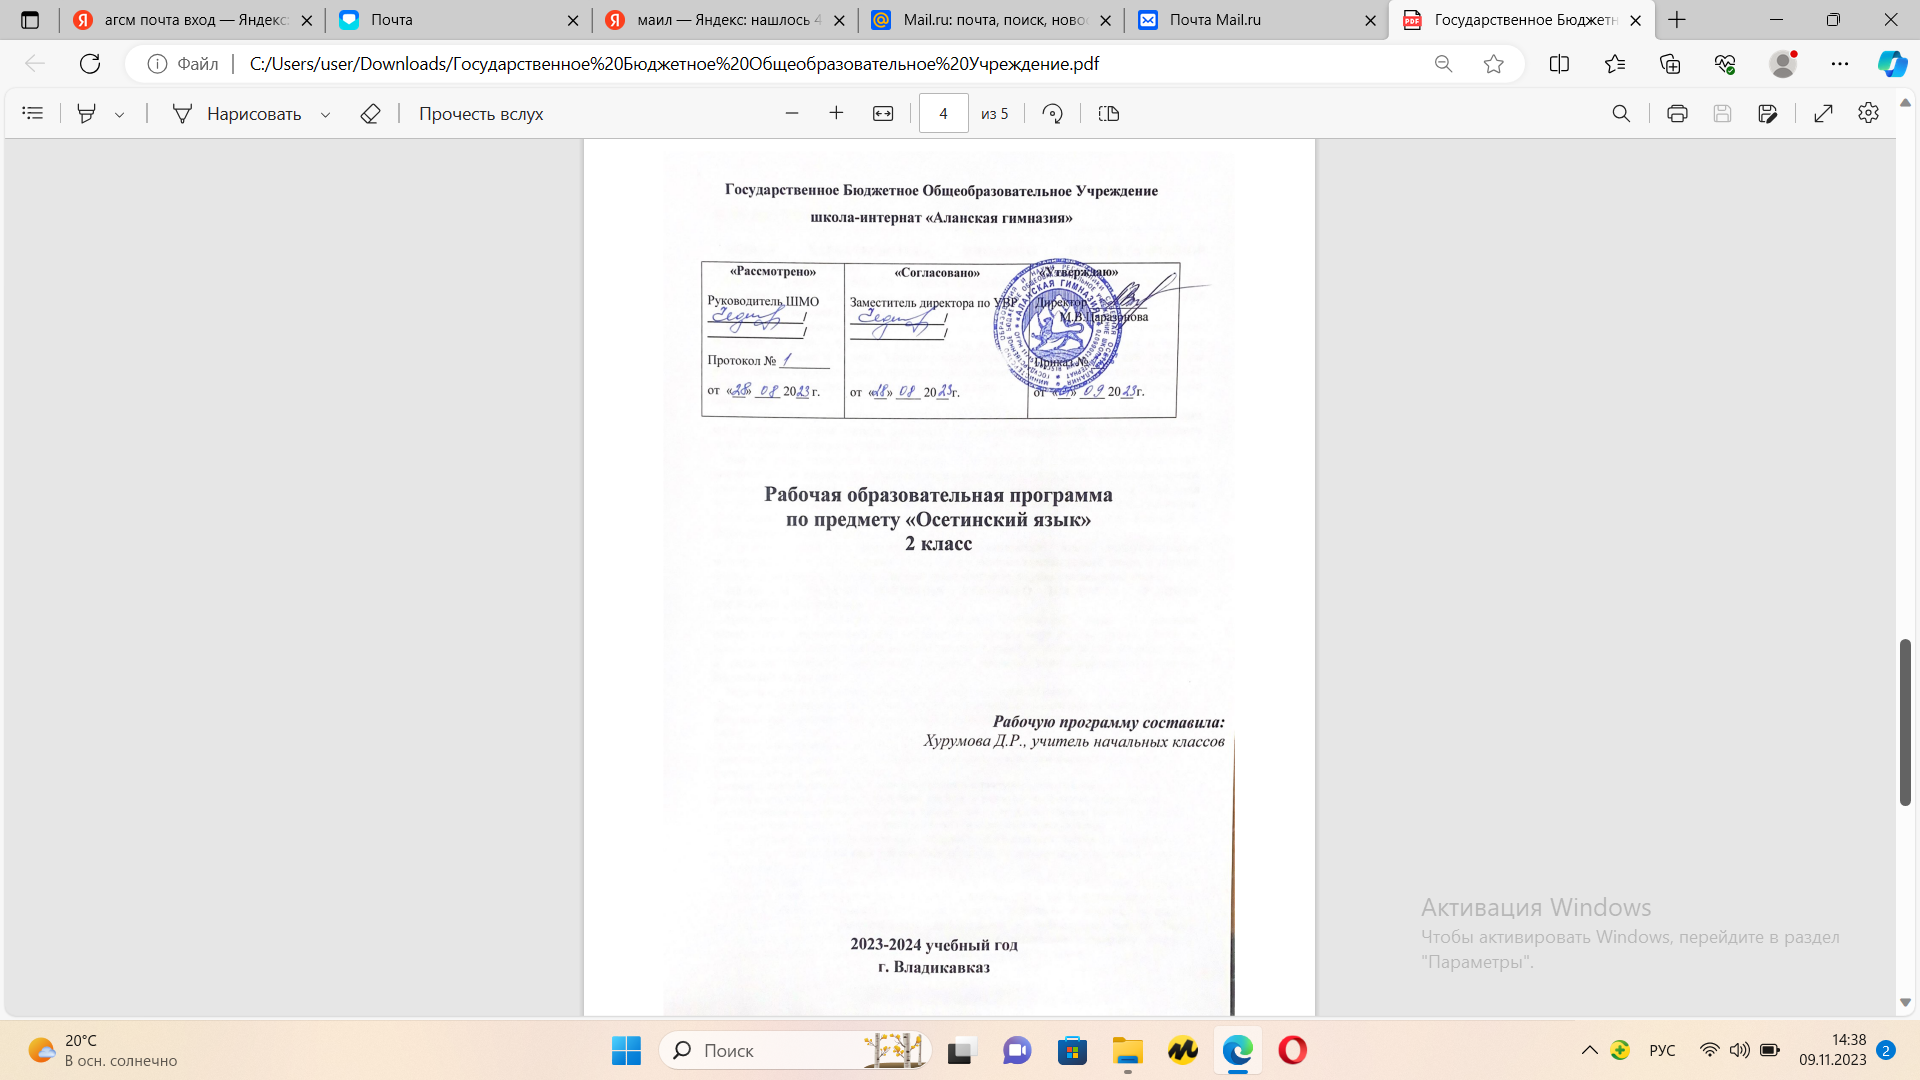 агсм почта вход — Яндекс:
Почта
маил — Яндекс: нашлось 4
Mail.ru: почта, поиск, ново
Почта Mail.ru
Государственное Бюджетн
Файл
C:/Users/user/Downloads/Государственное%20Бюджетное%20Общеобразовательное%20Учреждение.pdf
Нарисовать
Прочесть вслух
4
из 5
Государственное Бюджетное Общеобразовательное Учреждение
школа-интернат «Аланская гимназия»
«Рассмотрено»
Руководитель ШМО
/
/
Протокол № 1
от «28» 08 2023 г.
«Согласовано»
Заместитель директора по УВР
/
/
от «28» 08 2023г.
«Утверждаю»
Директор
Приказ №
09 2023г.
«АЛАНСКАЯ ГИМНАЗИЯ»
Рабочая образовательная программа
по предмету «Осетинский язык»
2 класс
Рабочую программу составила:
Хурумова Д.Р., учитель начальных классов
2023-2024 учебный год
г. Владикавказ
Активация Windows
Чтобы активировать Windows, перейдите в раздел
"Параметры".
20°C
В осн. солнечно
Поиск
РУС
14:38
09.11.2023
2